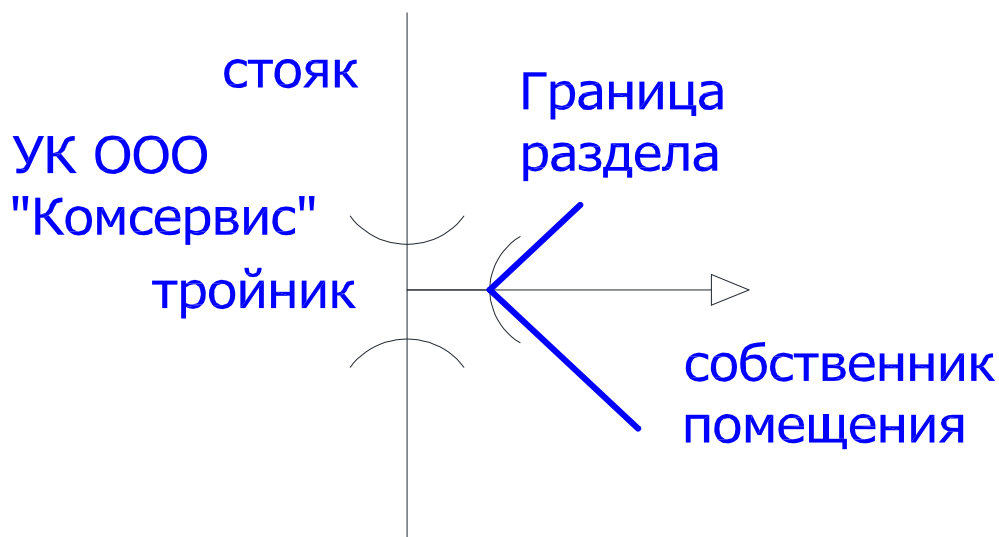 стояк
Граница
раздела
УК ООО
"Комсервис"
тройник
собственник
помещения